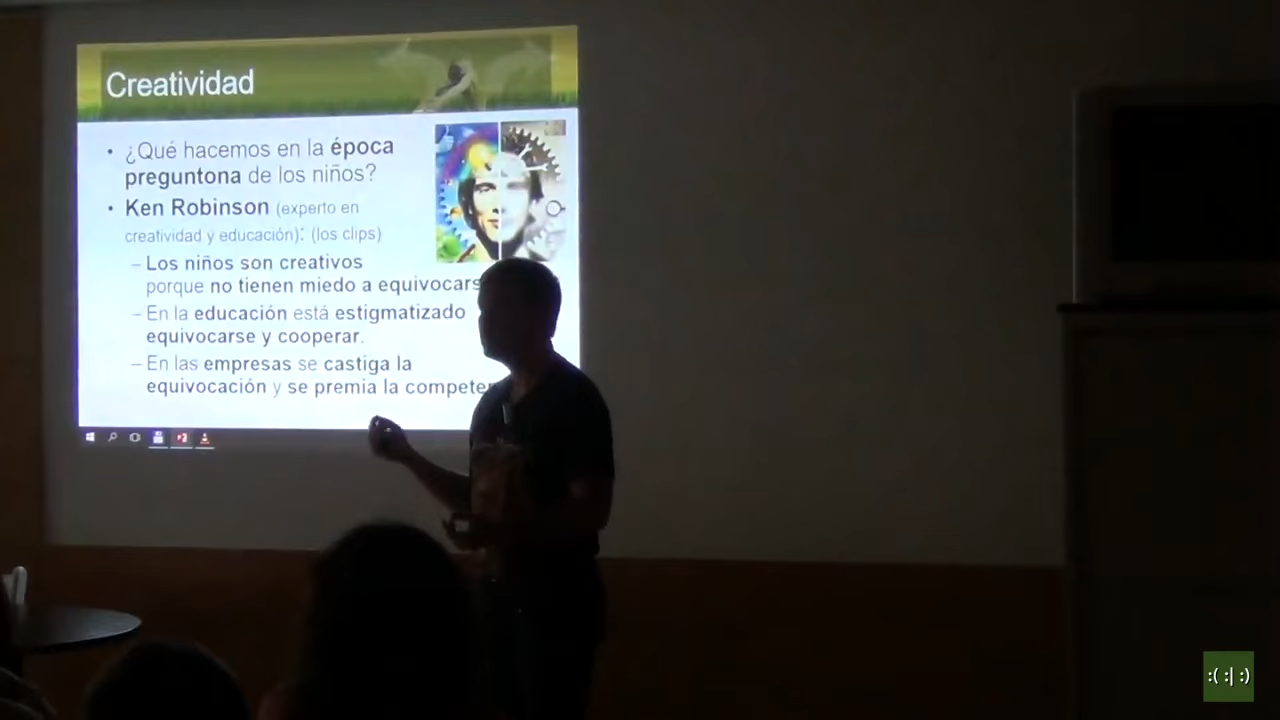 Creatividad
• ¿Qué hacemos en la época
preguntona de los niños?
• Ken Robinson (experto en
creatividad y educación): (los clips)
– Los niños son creativos
porque no tienen miedo a equivocars
– En la educación está estigmatizado
equivocarse y cooperar.
– En las empresas se castiga la
equivocación y se premia la competen
:( :| :)